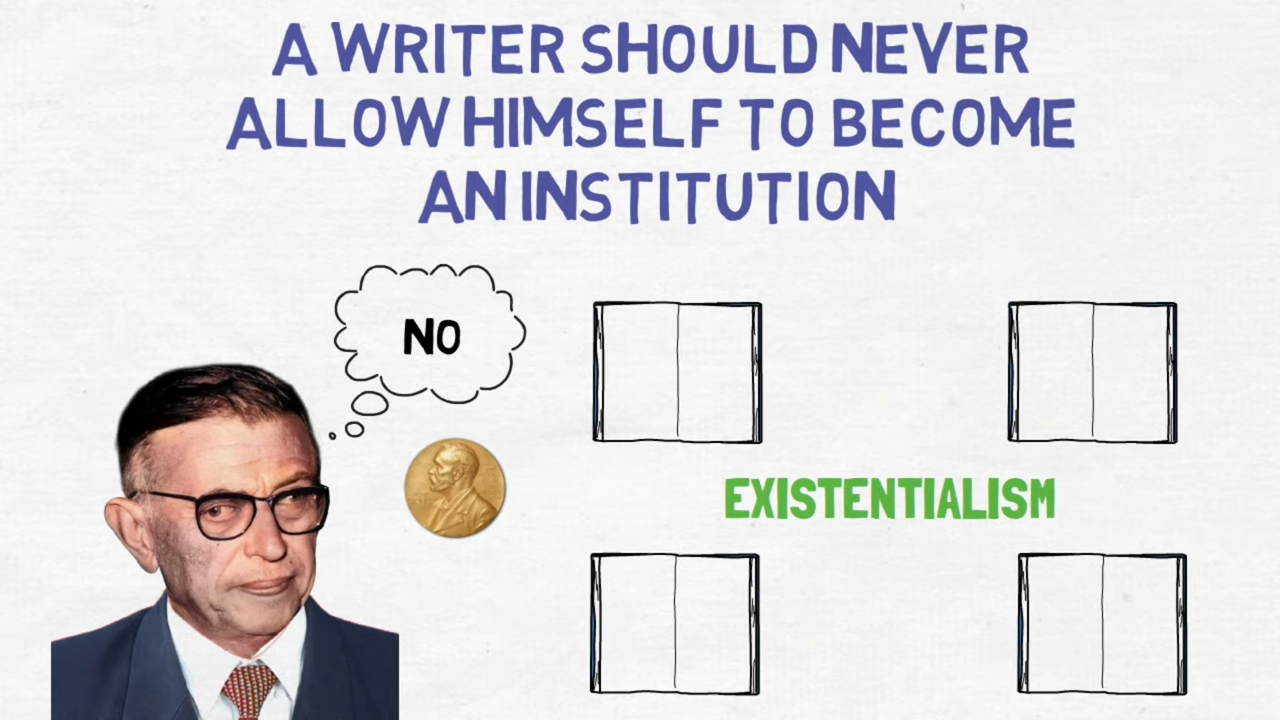 A WRITER SHOULD NEVER
ALLOW HIMSELF TO BECOME
AN INSTITUTION
NO
EXISTENTIALISM